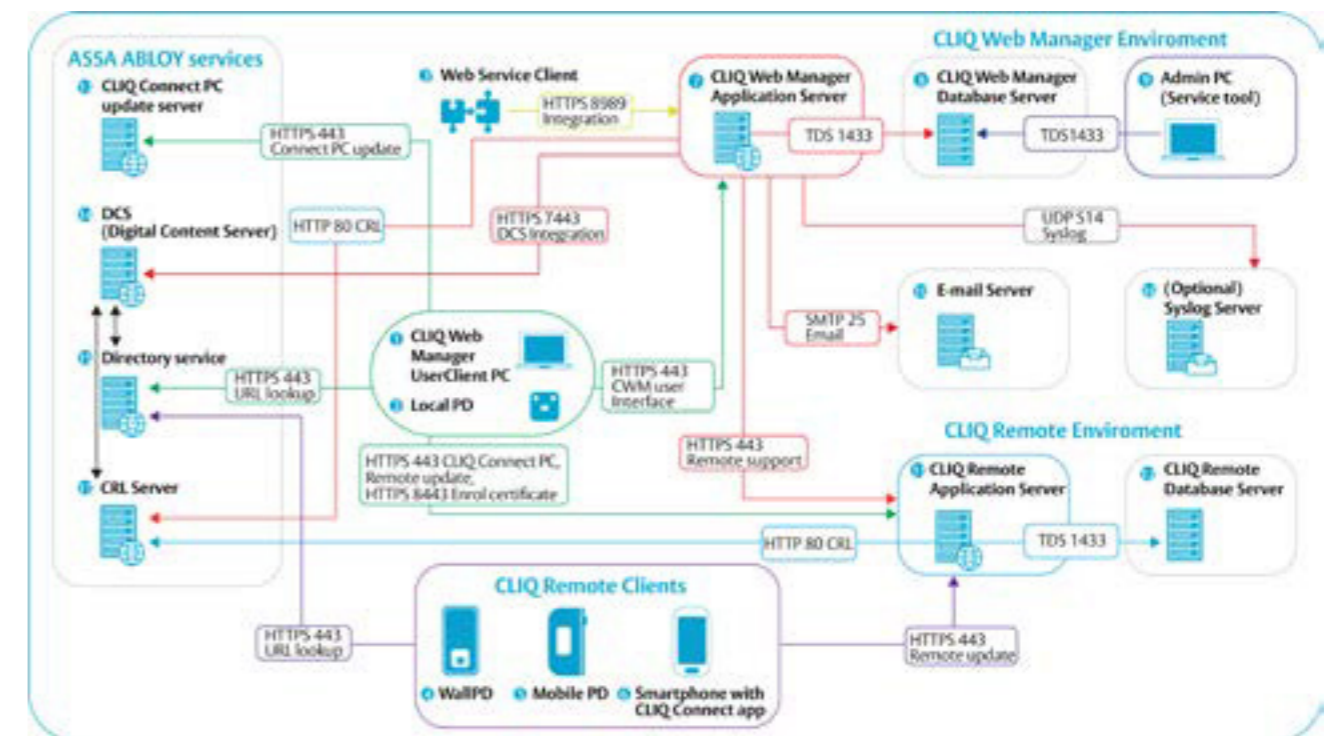 CLIQ Web Manager Enviroment
ASSA ABLOY services
CLIQ Connect PC
update server
Web Service Client
HTTPS 8989
Integration
CLIQ Web Manager
Application Server
CLIQ Web Manager
Database Server
Admin PC
(Service tool)
TDS 1433
TDS1433
HTTPS 443
Connect PC update
DCS
(Digital Content Server)
HTTP 80 CRL
HTTPS 7443
DCS Integration
UDP 514
Syslog
E-mail Server
(Optional)
Syslog Server
SMTP 25
Email
CLIQ Web
Manager
UserClient PC
Local PD
Directory service
HTTPS 443
URL lookup
HTTPS 443
CWM user
Interface
CLIQ Remote Enviroment
HTTPS 443
Remote support
HTTPS 443 CLIQ Connect PC,
Remote update,
HTTPS 8443 Enrol certificate
CLIQ Remote
Application Server
CLIQ Remote
Database Server
CRL Server
HTTP 80 CRL
TDS 1433
CLIQ Remote Clients
HTTPS 443
URL lookup
HTTPS 443
Remote update
WallPD
Mobile PD
Smartphone with
CLIQ Connect app